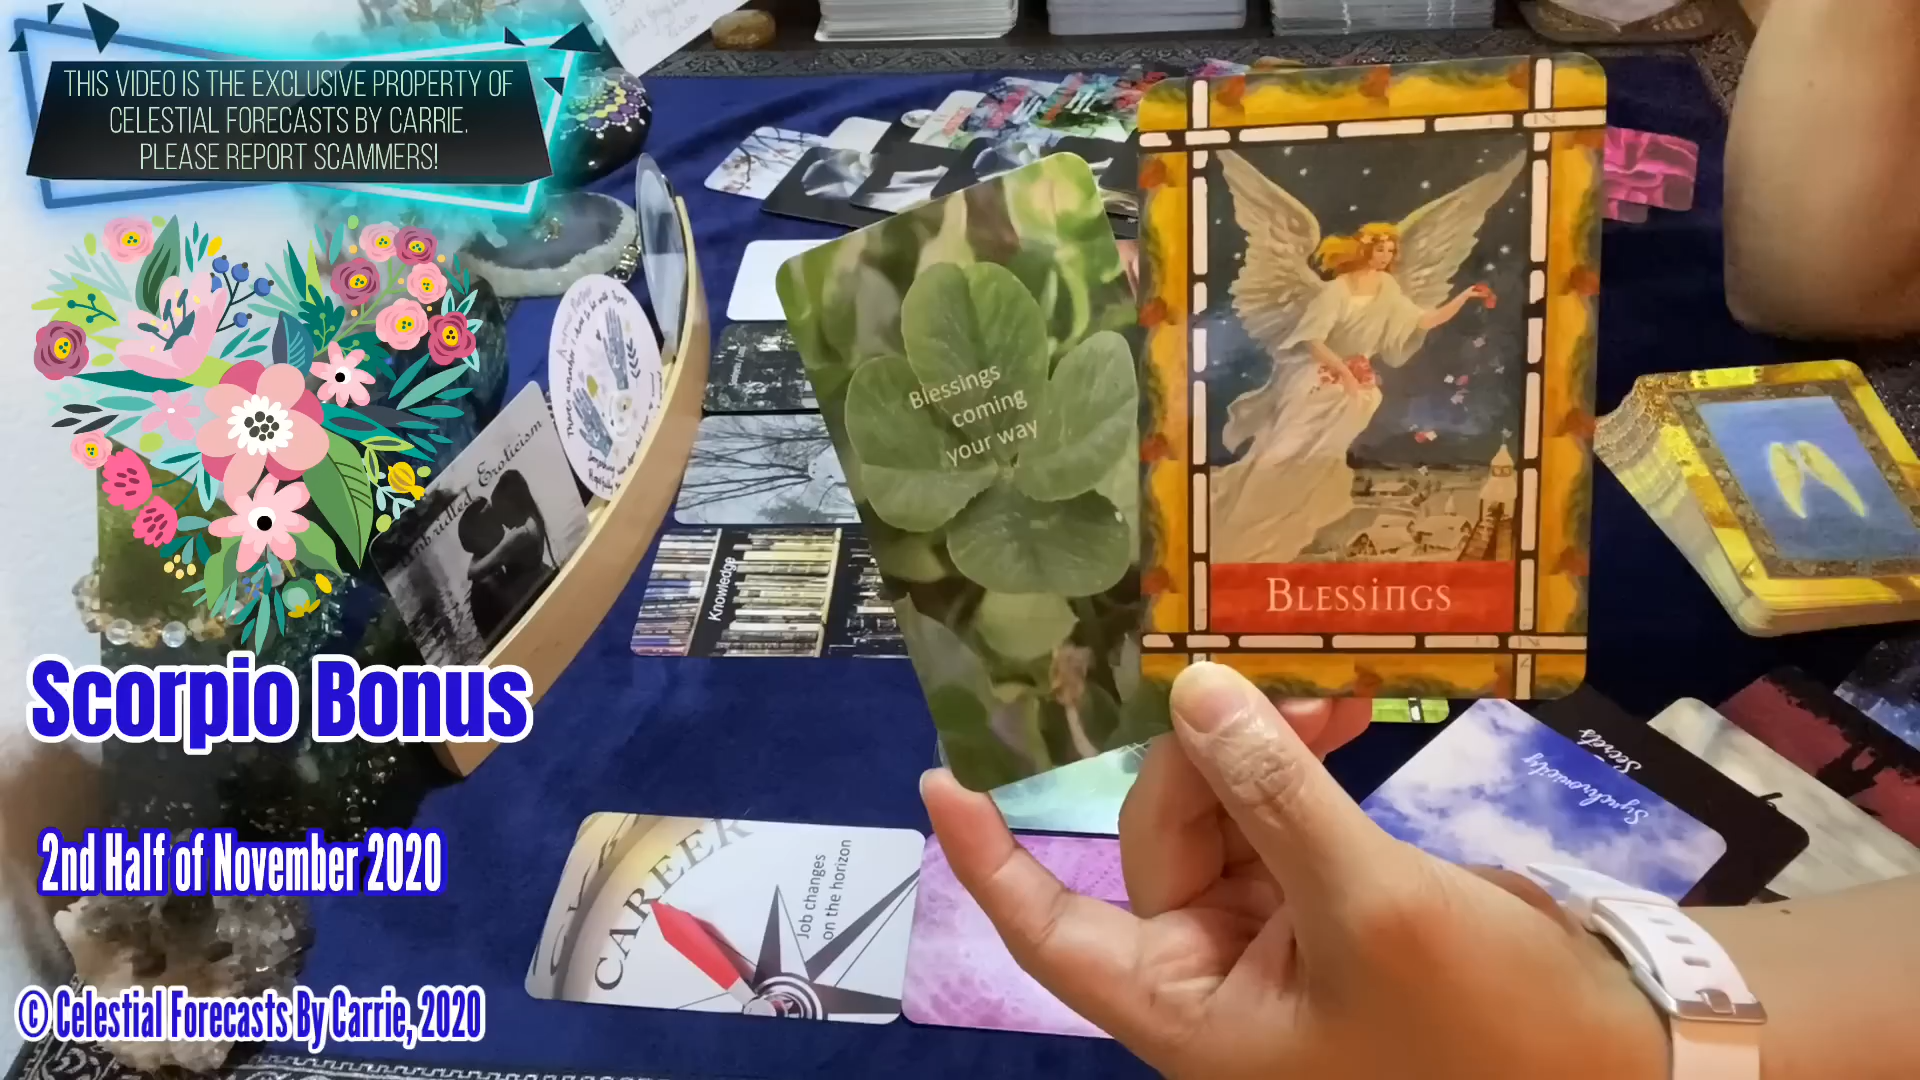 THIS VIDEO IS THE EXCLUSIVE PROPERTY OF
CELESTIAL FORECASTS BY CARRIE.
PLEASE REPORT SCAMMERS!
Blessings
coming
your way
BLESSINGS
Unbridled Eroticism
Knowledge
Scorpio Bonus
2nd Half of November 2020
© Celestial Forecasts By Carrie, 2020
CAREER
Job changes
on the horizon
Synchronicity
Secrets